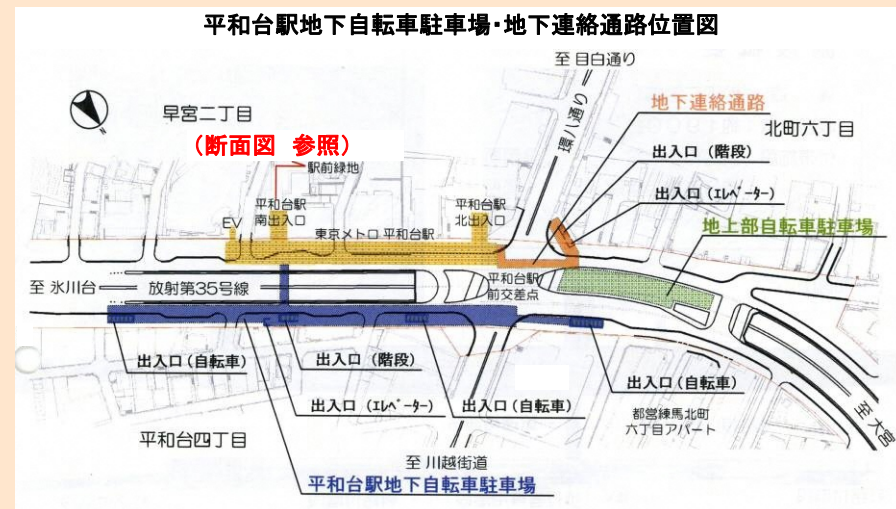 平和台駅地下自転車駐車場・地下連絡通路位置図
至 目白通り
環八通り
地下連絡通路
早宮二丁目
北町六丁目
（断面図 参照）
駅前緑地
出入口（階段）
出入口（ｴﾚﾍﾞｰﾀｰ）
平和台駅
南出入口
平和台駅
北出入口
EV
東京メトロ 平和台駅
地上部自転車駐車場
至 氷川台
放射第35号線
平和台駅
前交差点
出入口（自転車）
出入口（階段）
出入口（ｴﾚﾍﾞｰﾀｰ）
出入口（自転車）
出入口（自転車）
都営練馬北町
六丁目アパート
至 大宮
平和台四丁目
至 川越街道
平和台駅地下自転車駐車場
N